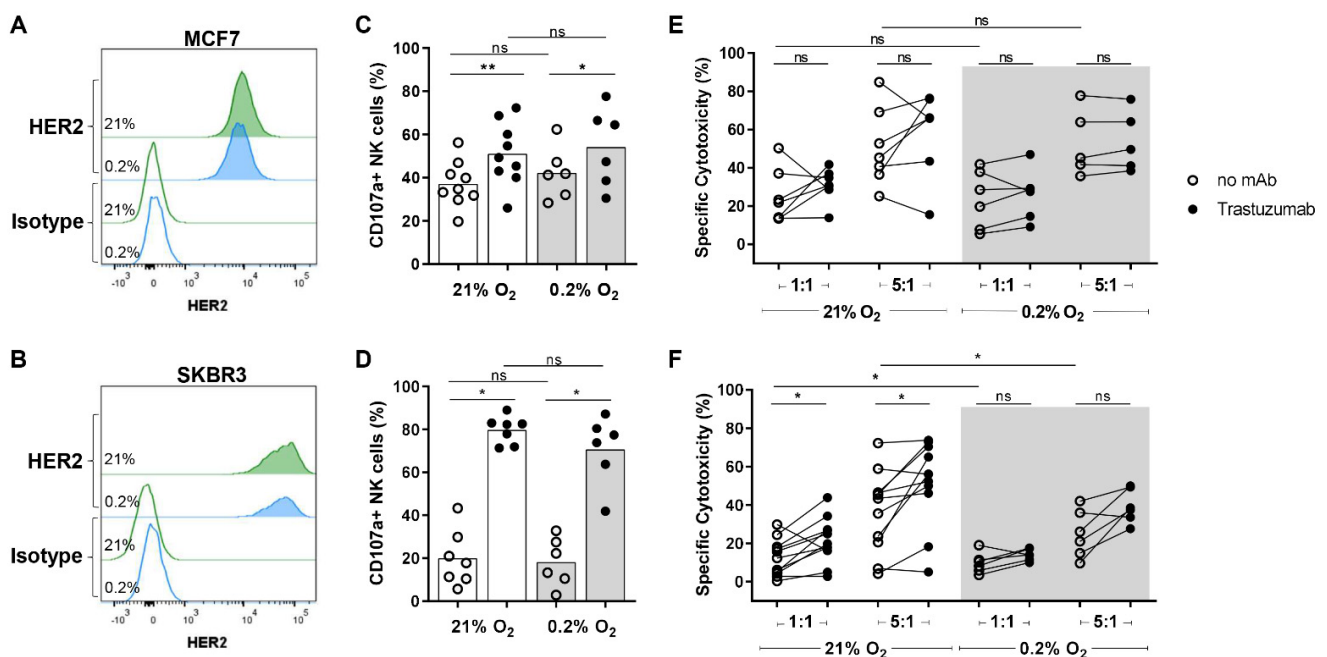 A
MCF7
HER2
21%
0.2%
Isotype
21%
0.2%
-10³ 0 10³ 10⁴ 10⁵
HER2
B
SKBR3
HER2
21%
0.2%
Isotype
21%
0.2%
-10³ 0 10³ 10⁴ 10⁵
HER2
C
CD107a+ NK cells (%)
100
80
60
40
20
0
ns
ns
** *
21% O₂ 0.2% O₂
D
CD107a+ NK cells (%)
100
80
60
40
20
0
ns
ns
* *
21% O₂ 0.2% O₂
E
Specific Cytotoxicity (%)
100
80
60
40
20
0
ns
ns
ns ns ns ns
1:1 5:1 1:1 5:1
21% O₂ 0.2% O₂
no mAb
Trastuzumab
F
Specific Cytotoxicity (%)
100
80
60
40
20
0
*
*
* * ns ns
1:1 5:1 1:1 5:1
21% O₂ 0.2% O₂